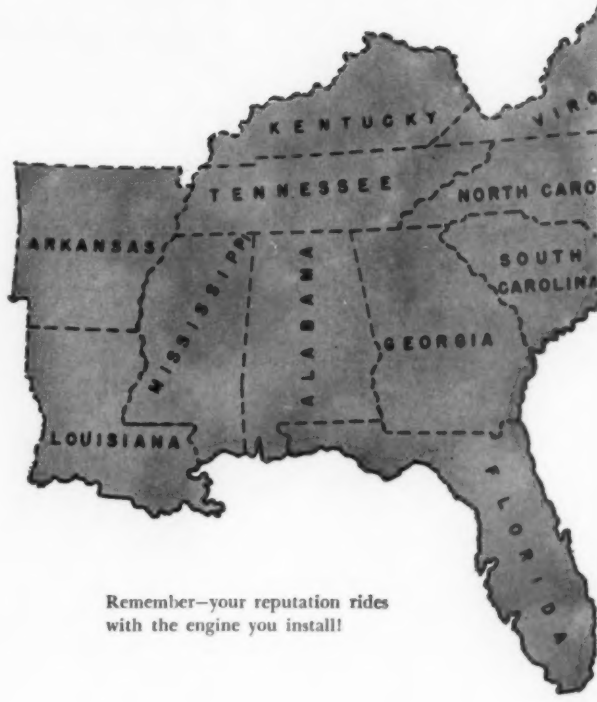 KENTUCKY
VIRG
TENNESSEE
NORTH CARO
ARKANSAS
MISSISSIPPI
ALABAMA
SOUTH
CAROLINA
GEORGIA
LOUISIANA
FLORIDA
Remember—your reputation rides
with the engine you install!